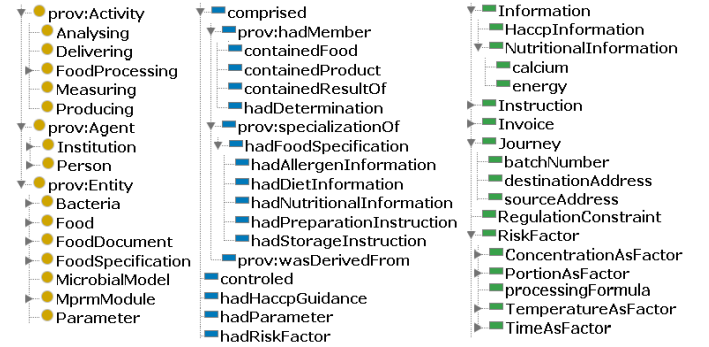 prov:Activity
Analysing
Delivering
FoodProcessing
Measuring
Producing
prov:Agent
Institution
Person
prov:Entity
Bacteria
Food
FoodDocument
FoodSpecification
MicrobialModel
MprmModule
Parameter
comprised
prov:hadMember
containedFood
containedProduct
containedResultOf
hadDetermination
prov:specializationOf
hadFoodSpecification
hadAllergenInformation
hadDietInformation
hadNutritionalInformation
hadPreparationInstruction
hadStorageInstruction
prov:wasDerivedFrom
controled
hadHaccpGuidance
hadParameter
hadRiskFactor
Information
HaccpInformation
NutritionalInformation
calcium
energy
Instruction
Invoice
Journey
batchNumber
destinationAddress
sourceAddress
RegulationConstraint
RiskFactor
ConcentrationAsFactor
PortionAsFactor
processingFormula
TemperatureAsFactor
TimeAsFactor